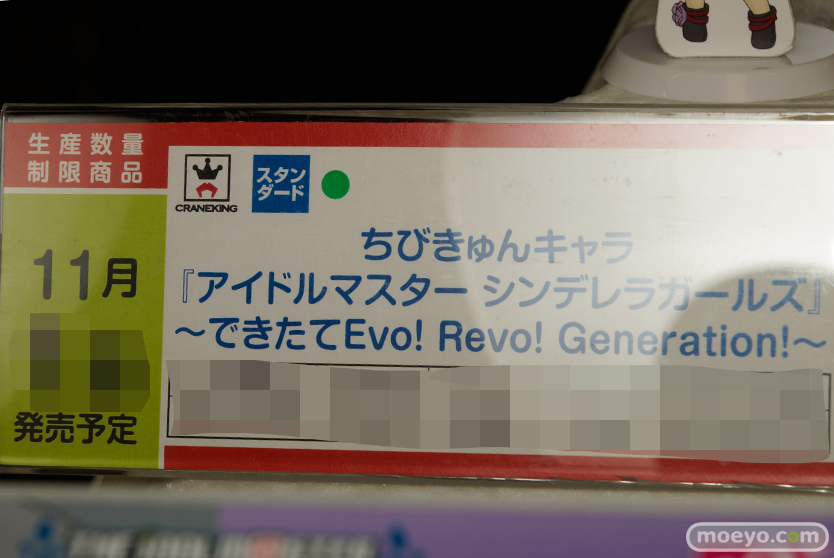 生産数量
制限商品
11月
発売予定
CRANEKING
スタン
ダード
ちびきゅんキャラ
『アイドルマスター シンデレラガールズ』
～できたてEvo! Revo! Generation!～
moeyo.com